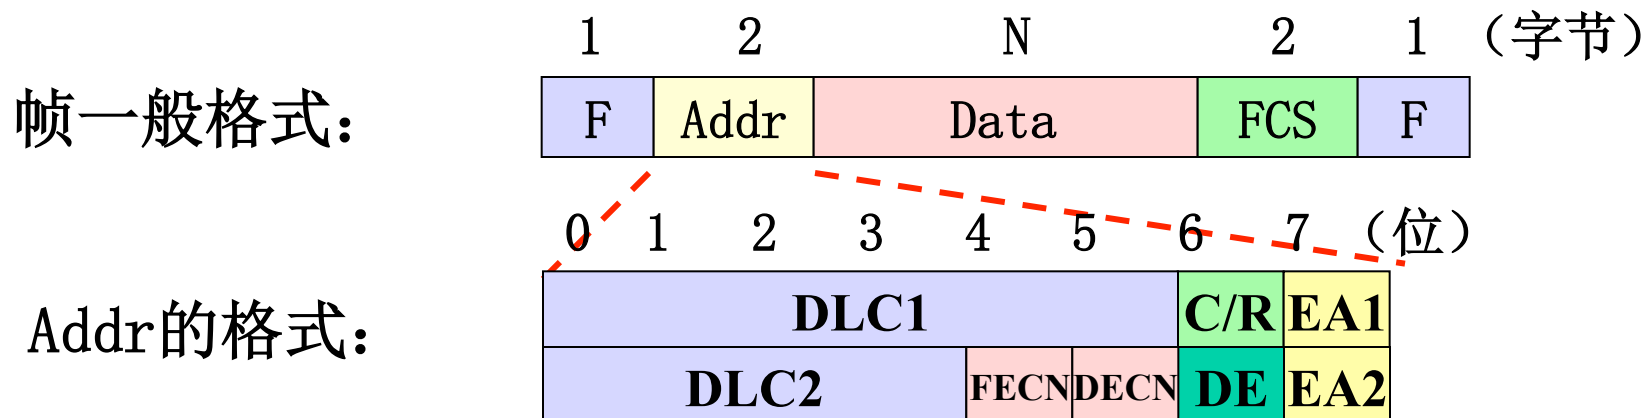 1 2 N 2 1 （字节）
帧一般格式： F Addr Data FCS F
0 1 2 3 4 5 6 7 （位）
Addr的格式： DLC1 C/R EA1
DLC2 FECN DECN DE EA2